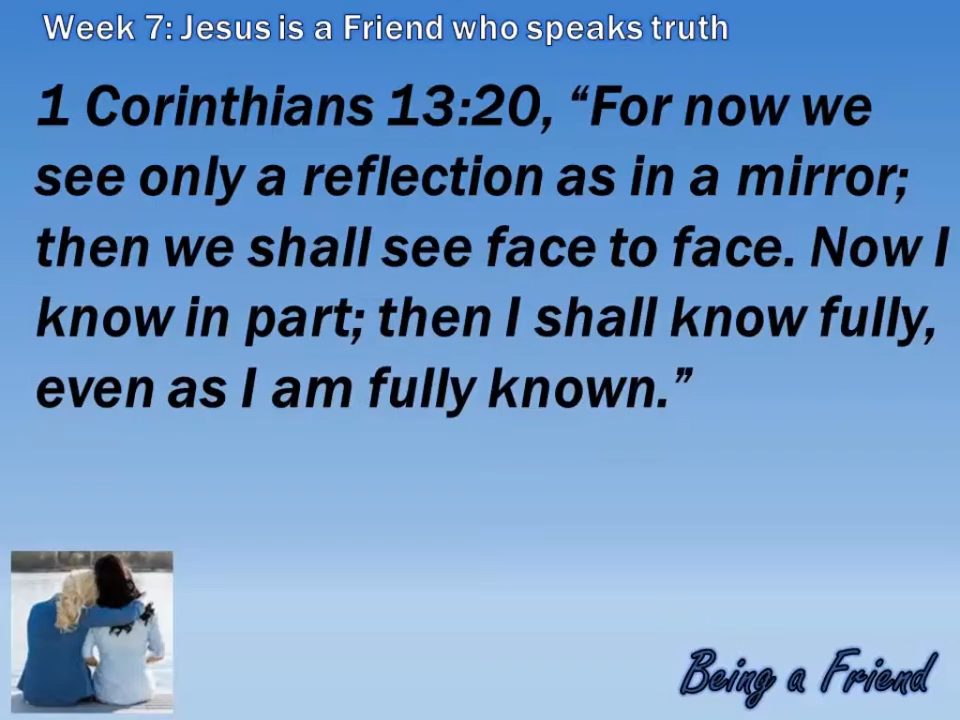 Week 7: Jesus is a Friend who speaks truth
1 Corinthians 13:20, “For now we
see only a reflection as in a mirror;
then we shall see face to face. Now I
know in part; then I shall know fully,
even as I am fully known.”
Being a Friend